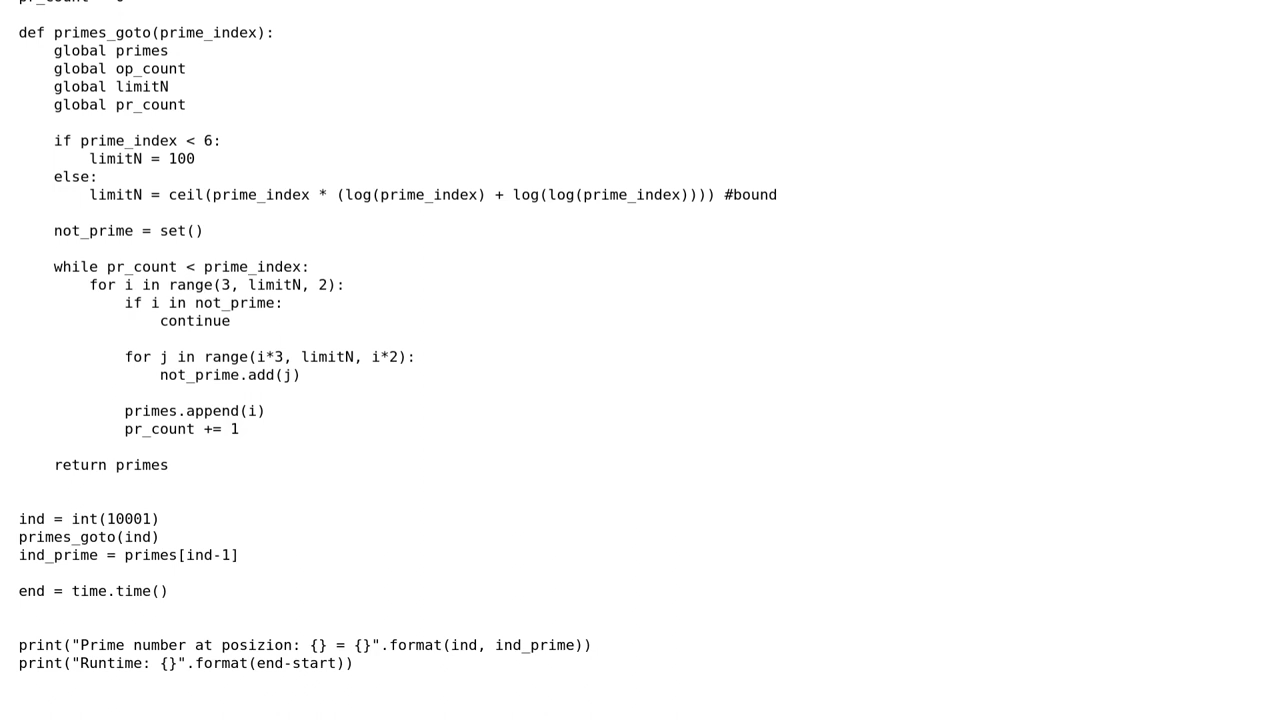 def primes_goto(prime_index):
    global primes
    global op_count
    global limitN
    global pr_count

    if prime_index < 6:
        limitN = 100
    else:
        limitN = ceil(prime_index * (log(prime_index) + log(log(prime_index)))) #bound

    not_prime = set()

    while pr_count < prime_index:
        for i in range(3, limitN, 2):
            if i in not_prime:
                continue

            for j in range(i*3, limitN, i*2):
                not_prime.add(j)

            primes.append(i)
            pr_count += 1

    return primes


ind = int(10001)
primes_goto(ind)
ind_prime = primes[ind-1]

end = time.time()


print("Prime number at posizion: {} = {}".format(ind, ind_prime))
print("Runtime: {}".format(end-start))